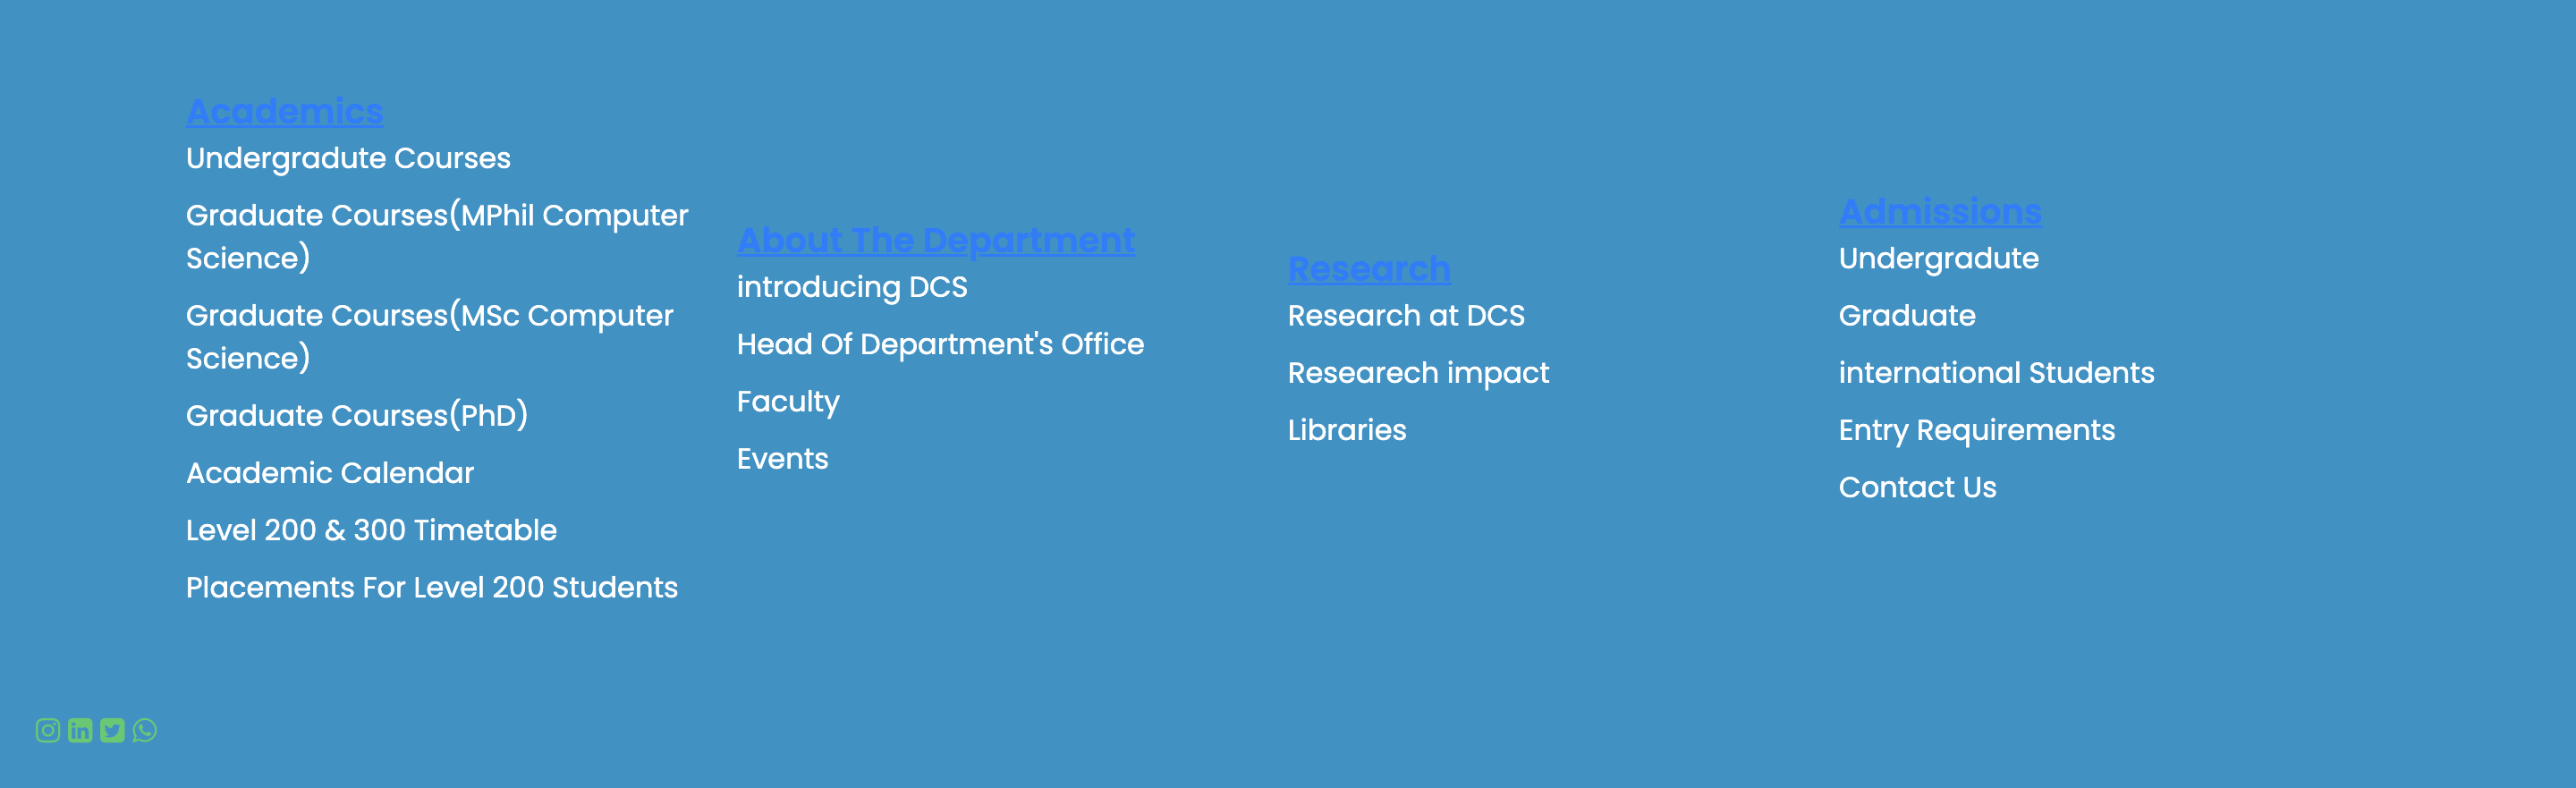 Academics
Undergradute Courses
Graduate Courses(MPhil Computer
Science)
Graduate Courses(MSc Computer
Science)
Graduate Courses(PhD)
Academic Calendar
Level 200 & 300 Timetable
Placements For Level 200 Students
About The Department
introducing DCS
Head Of Department's Office
Faculty
Events
Research
Research at DCS
Researech impact
Libraries
Admissions
Undergradute
Graduate
international Students
Entry Requirements
Contact Us